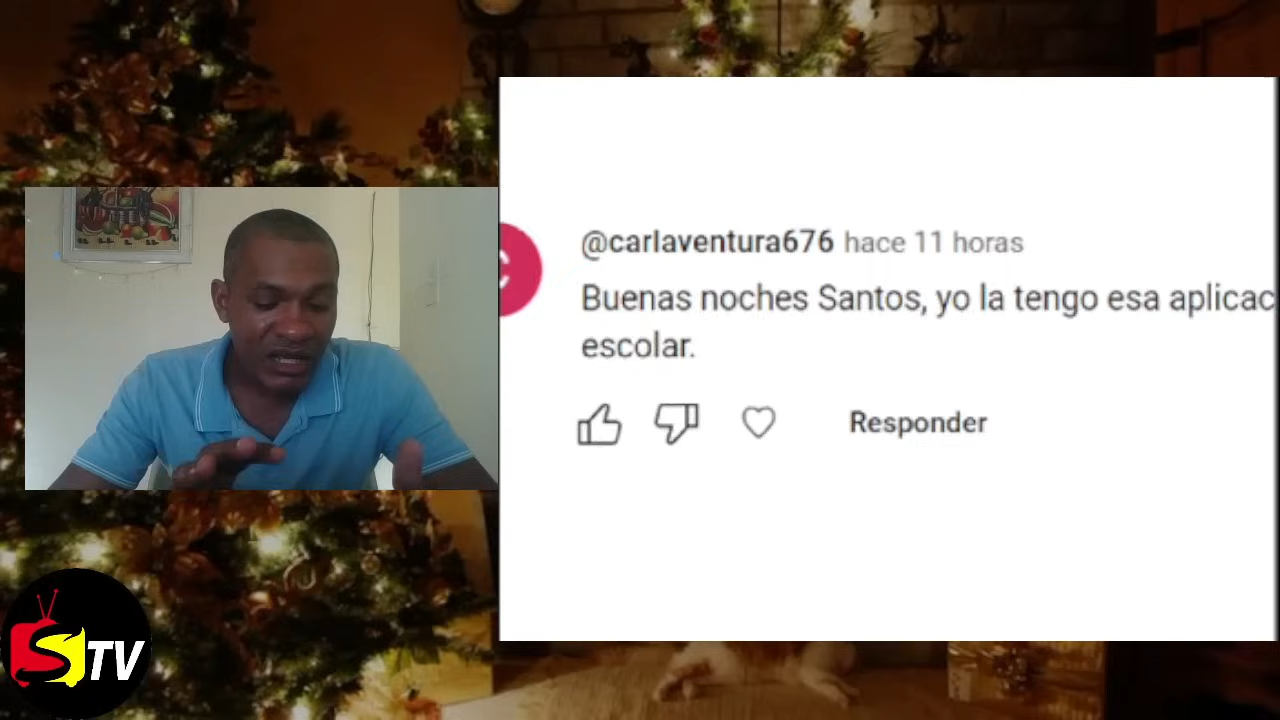 @carlaventura676 hace 11 horas
Buenas noches Santos, yo la tengo esa aplicac
escolar.
Responder
STV